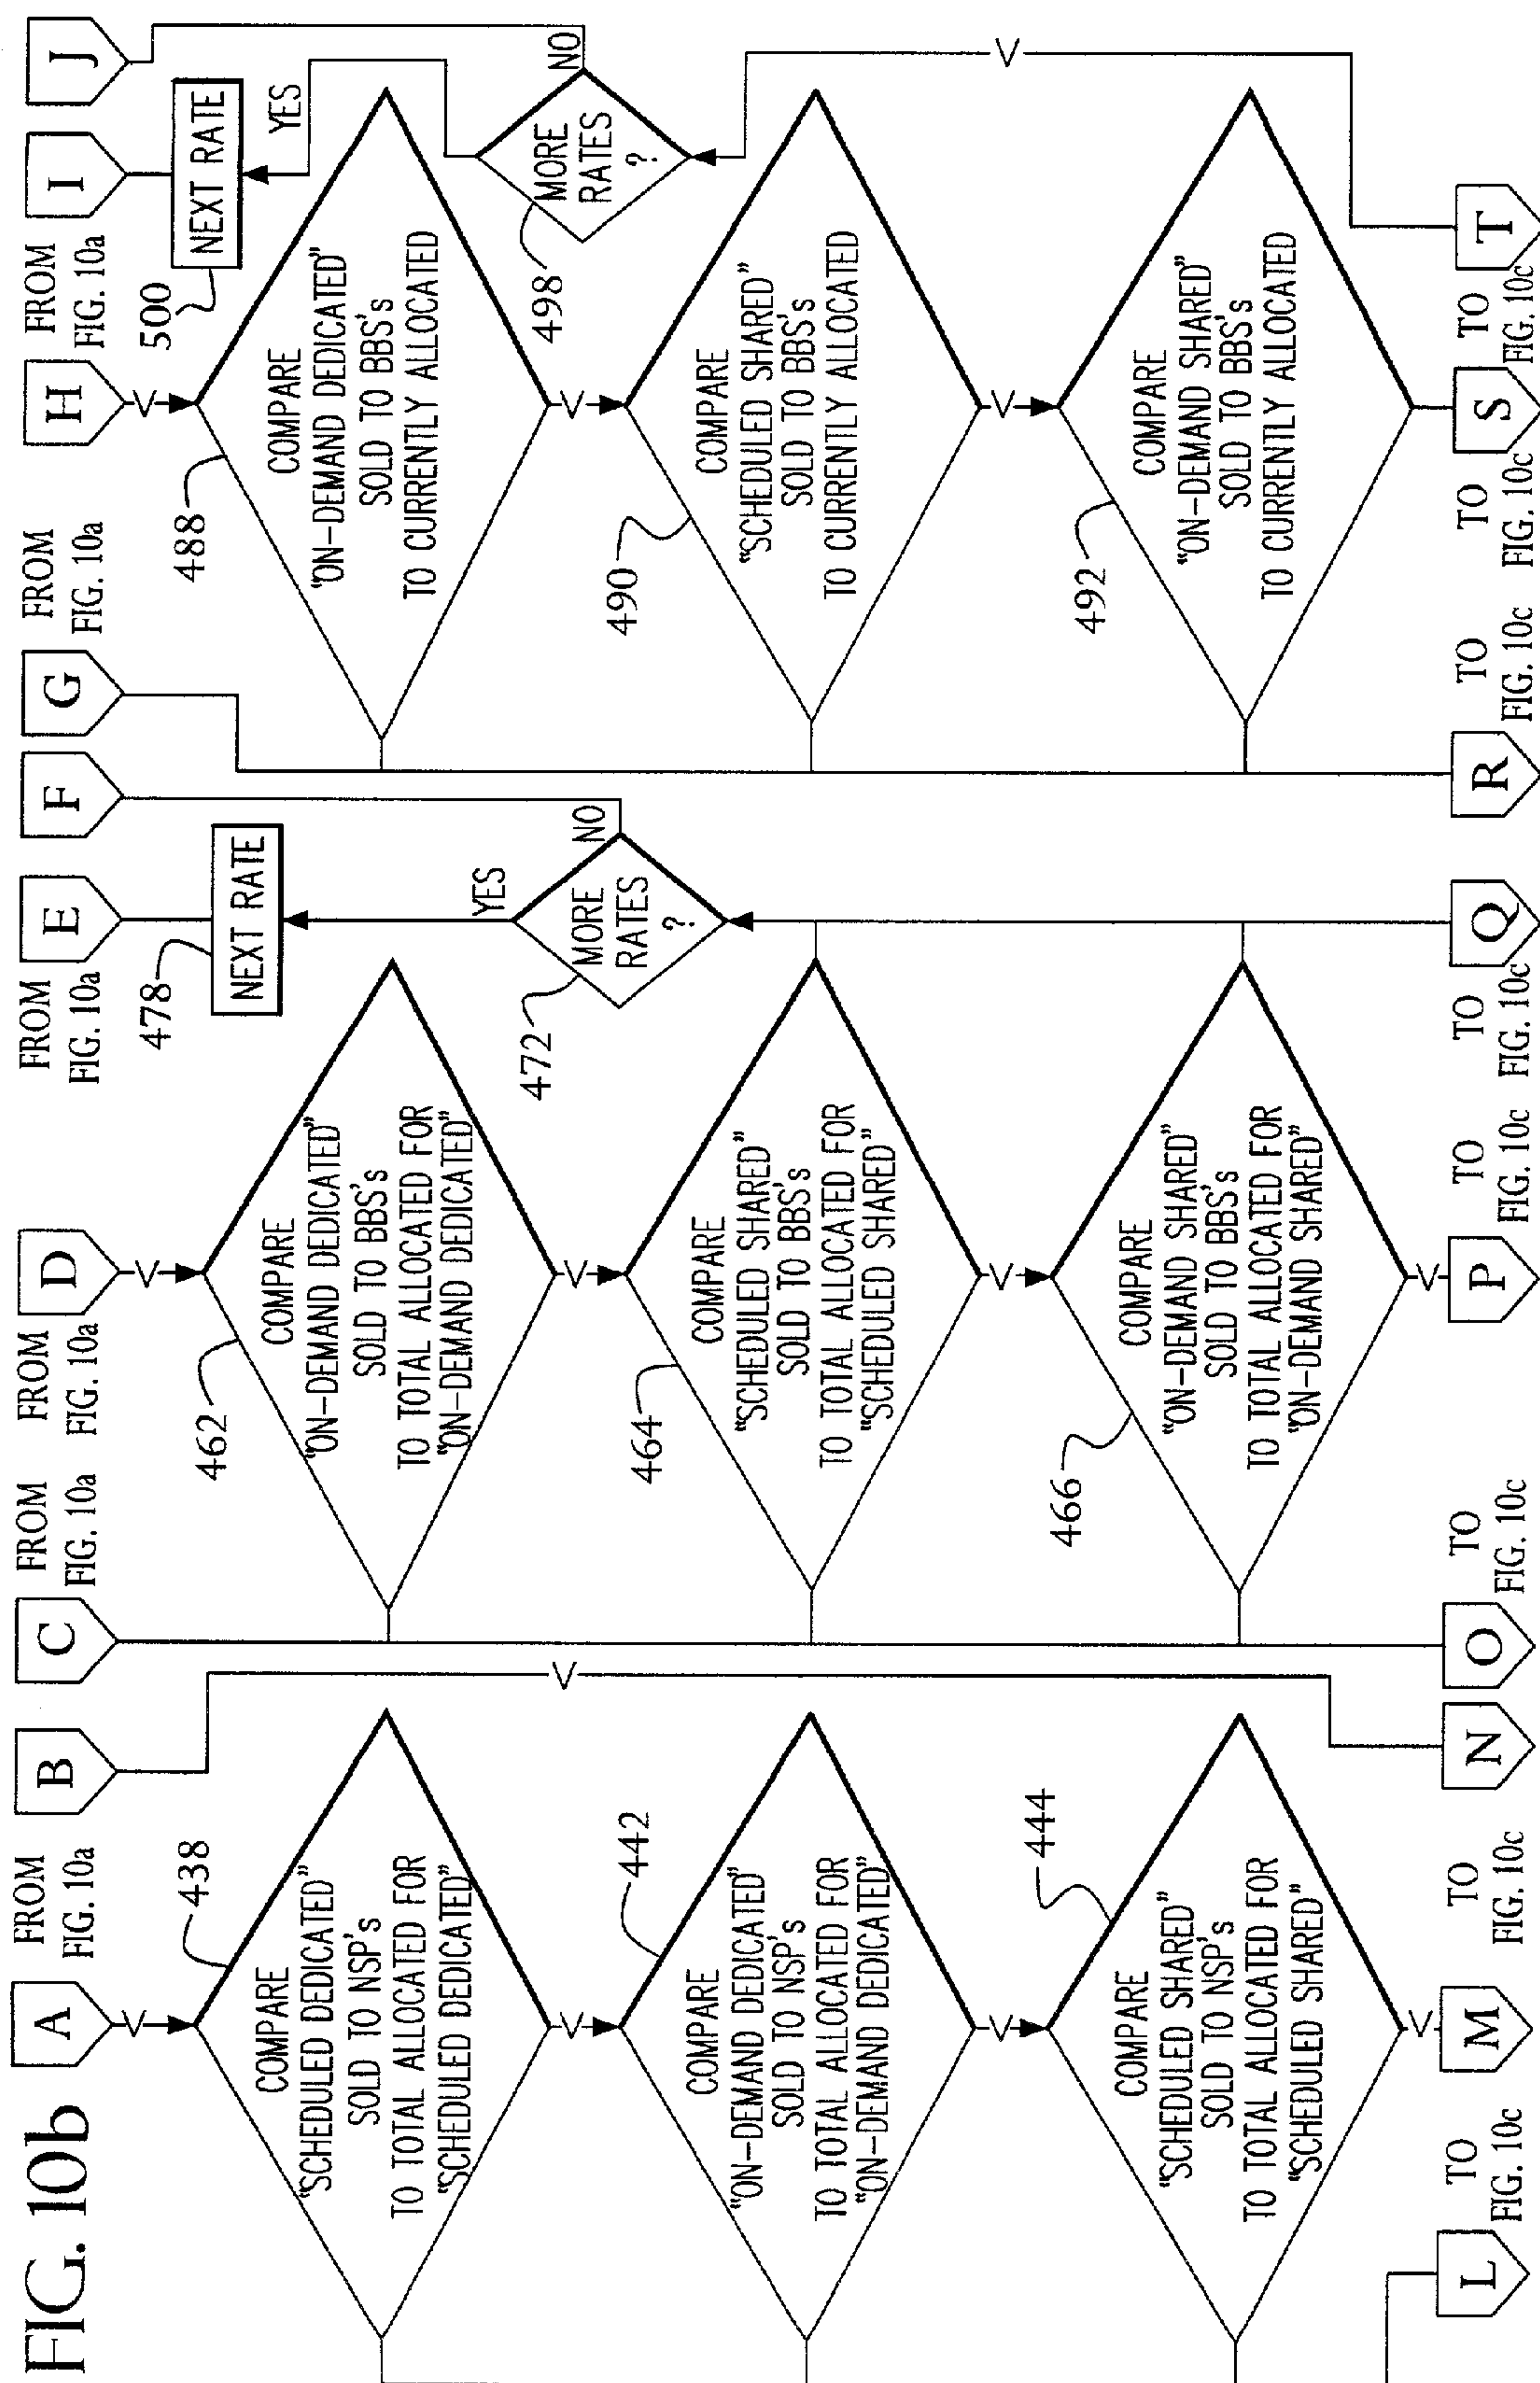 FIG. 10b
FROM
FIG. 10a
A
B
C
FROM
FIG. 10a
FROM
FIG. 10a
D
FROM
FIG. 10a
E
F
G
FROM
FIG. 10a
H
FROM
FIG. 10a
I
J
438
COMPARE
"SCHEDULED DEDICATED"
SOLD TO NSP's
TO TOTAL ALLOCATED FOR
"SCHEDULED DEDICATED"
V
V
442
COMPARE
"ON-DEMAND DEDICATED"
SOLD TO NSP's
TO TOTAL ALLOCATED FOR
"ON-DEMAND DEDICATED"
V
444
COMPARE
"SCHEDULED SHARED"
SOLD TO NSP's
TO TOTAL ALLOCATED FOR
"SCHEDULED SHARED"
V
V
V
462
COMPARE
"ON-DEMAND DEDICATED"
SOLD TO BBS's
TO TOTAL ALLOCATED FOR
"ON-DEMAND DEDICATED"
V
464
COMPARE
"SCHEDULED SHARED"
SOLD TO BBS's
TO TOTAL ALLOCATED FOR
"SCHEDULED SHARED"
V
466
COMPARE
"ON-DEMAND SHARED"
SOLD TO BBS's
TO TOTAL ALLOCATED FOR
"ON-DEMAND SHARED"
V
478
NEXT RATE
YES
NO
472
MORE
RATES
?
V
488
COMPARE
"ON-DEMAND DEDICATED"
SOLD TO BBS's
TO CURRENTLY ALLOCATED
V
490
COMPARE
"SCHEDULED SHARED"
SOLD TO BBS's
TO CURRENTLY ALLOCATED
V
492
COMPARE
"ON-DEMAND SHARED"
SOLD TO BBS's
TO CURRENTLY ALLOCATED
500
NEXT RATE
YES
NO
498
MORE
RATES
?
V
L
TO
FIG. 10c
M
TO
FIG. 10c
N
O
TO
FIG. 10c
P
TO
FIG. 10c
TO
FIG. 10c
Q
R
TO
FIG. 10c
TO
FIG. 10c
S
TO
FIG. 10c
T